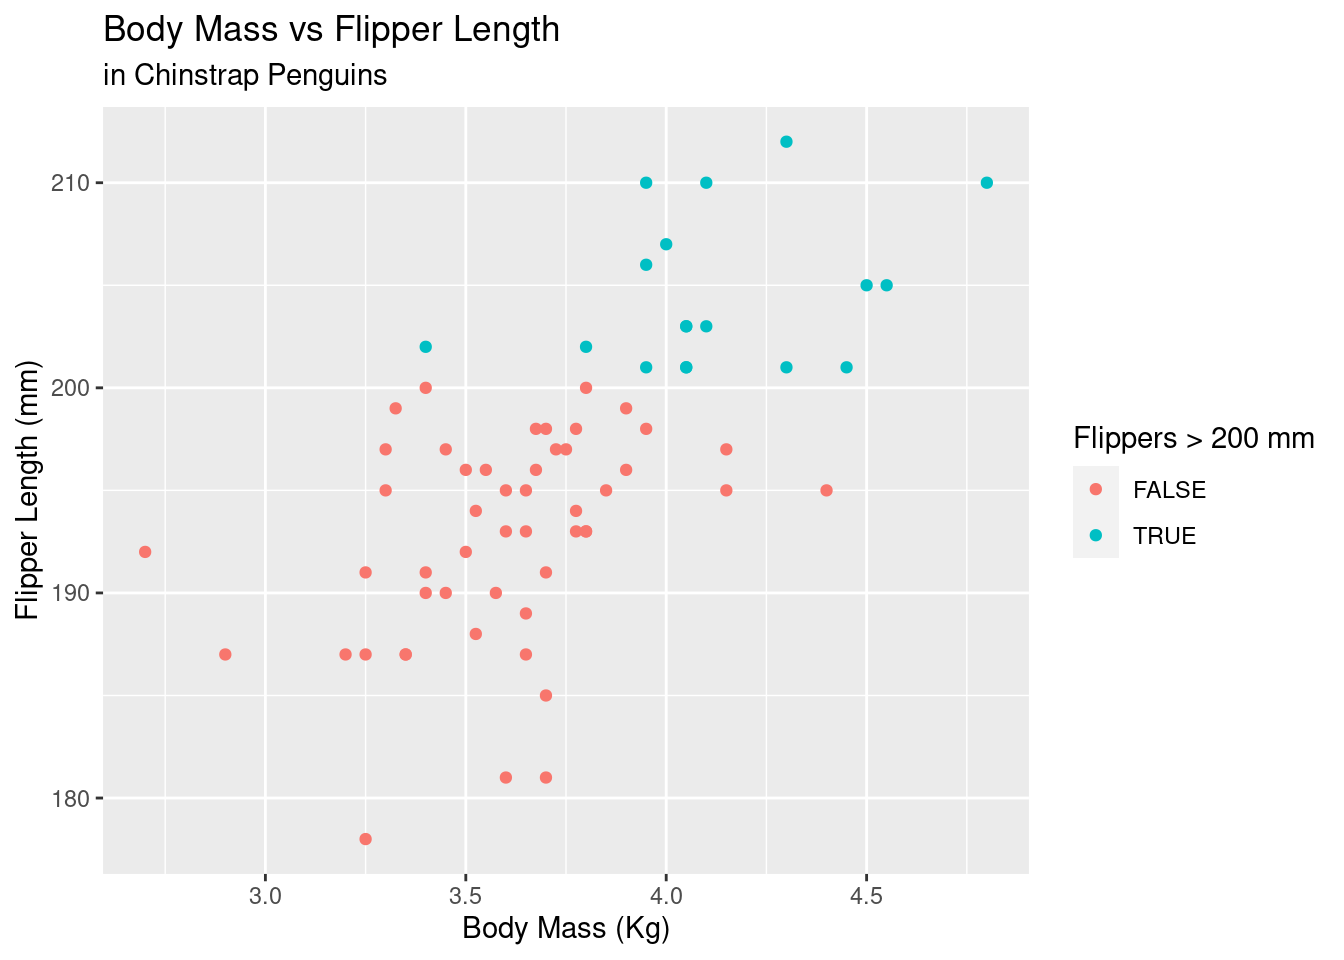 Body Mass vs Flipper Length
in Chinstrap Penguins
210
200
190
180
Flipper Length (mm)
3.0 3.5 4.0 4.5
Body Mass (Kg)
Flippers > 200 mm
FALSE
TRUE